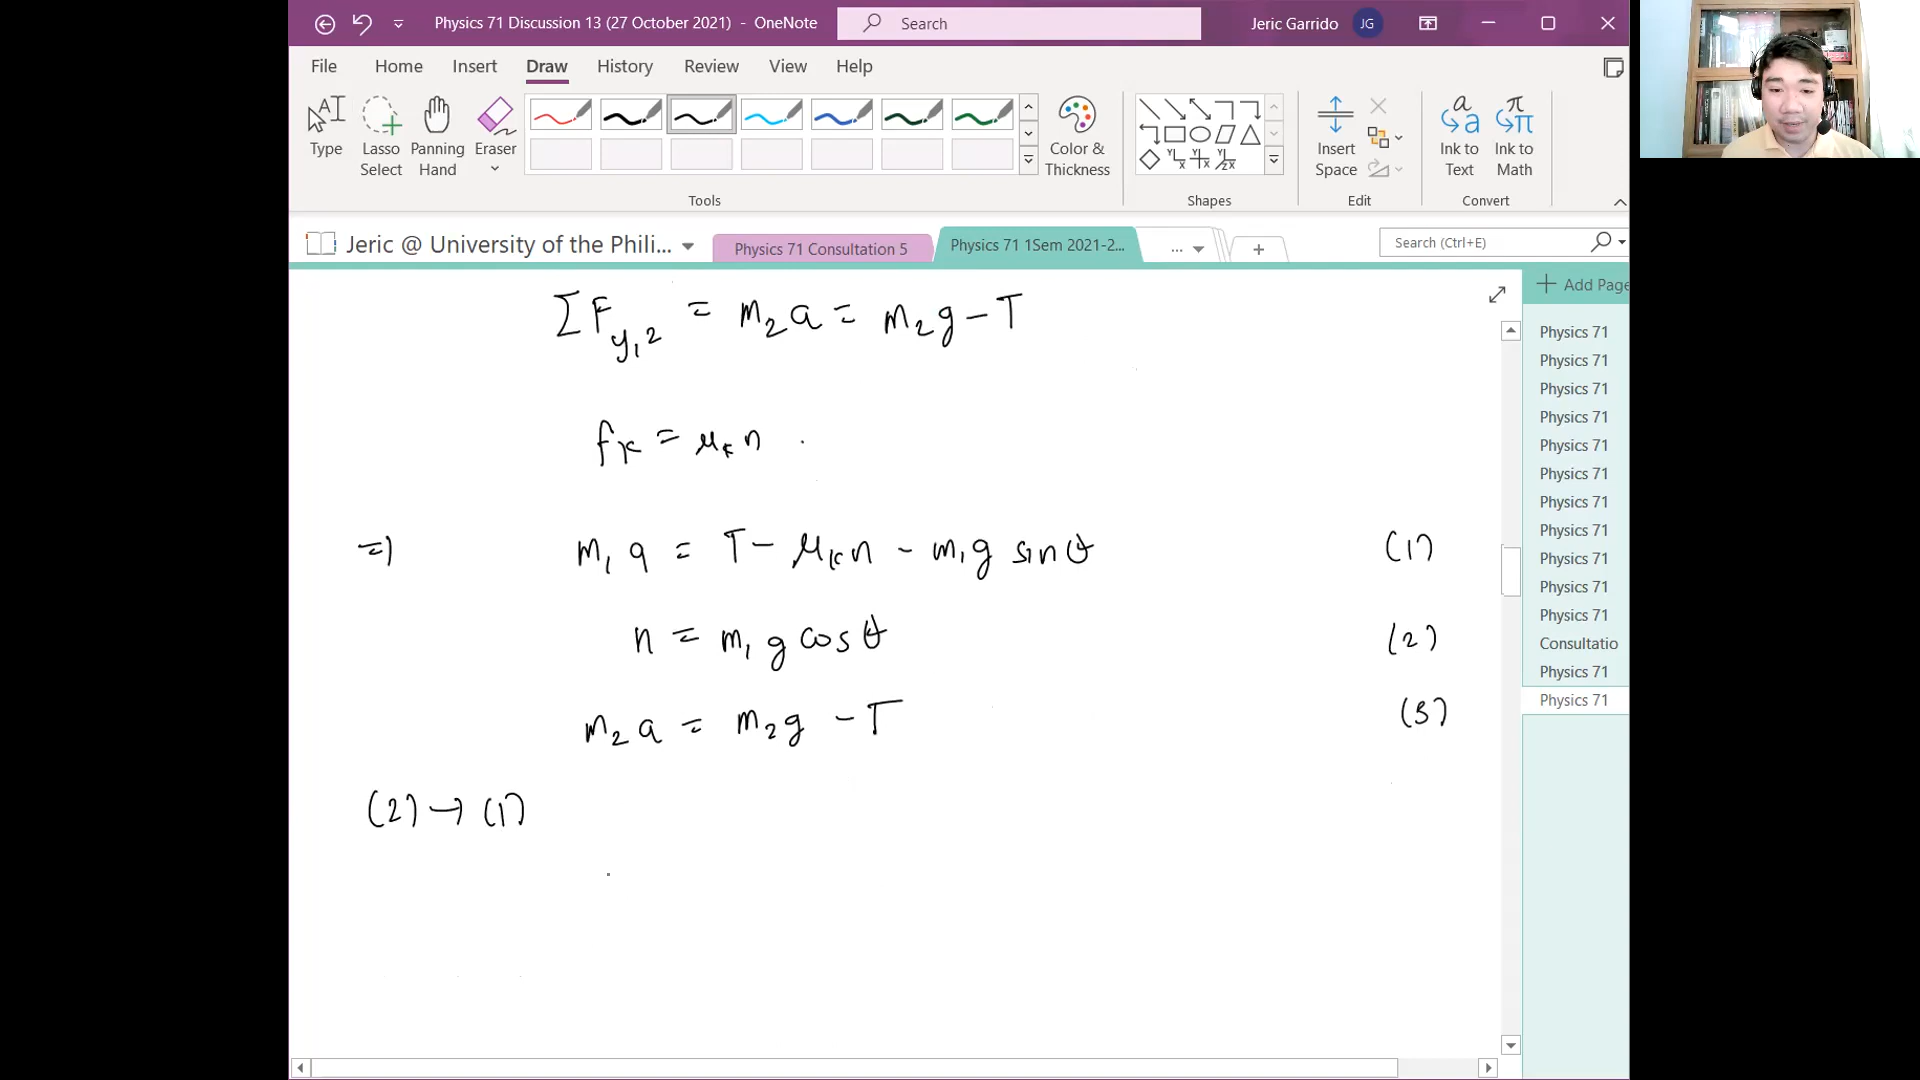 Physics 71 Discussion 13 (27 October 2021) - OneNote
Search
Jeric Garrido
JG
File Home Insert Draw History Review View Help
Type
Lasso Select
Panning Hand
Eraser
Color & Thickness
Insert Space
Ink to Text
Ink to Math
Tools
Shapes
Edit
Convert
Jeric @ University of the Phili...
Physics 71 Consultation 5
Physics 71 1Sem 2021-2...
...
+
Search (Ctrl+E)
Add Page
ΣF_{y,2} = m₂a = m₂g - T
f_k = μ_k n
⇒ m₁a = T - μ_k n - m₁g sin θ (1)
n = m₁g cos θ (2)
m₂a = m₂g - T (3)
(2) → (1)
Physics 71
Physics 71
Physics 71
Physics 71
Physics 71
Physics 71
Physics 71
Physics 71
Physics 71
Physics 71
Physics 71
Consultatio
Physics 71
Physics 71